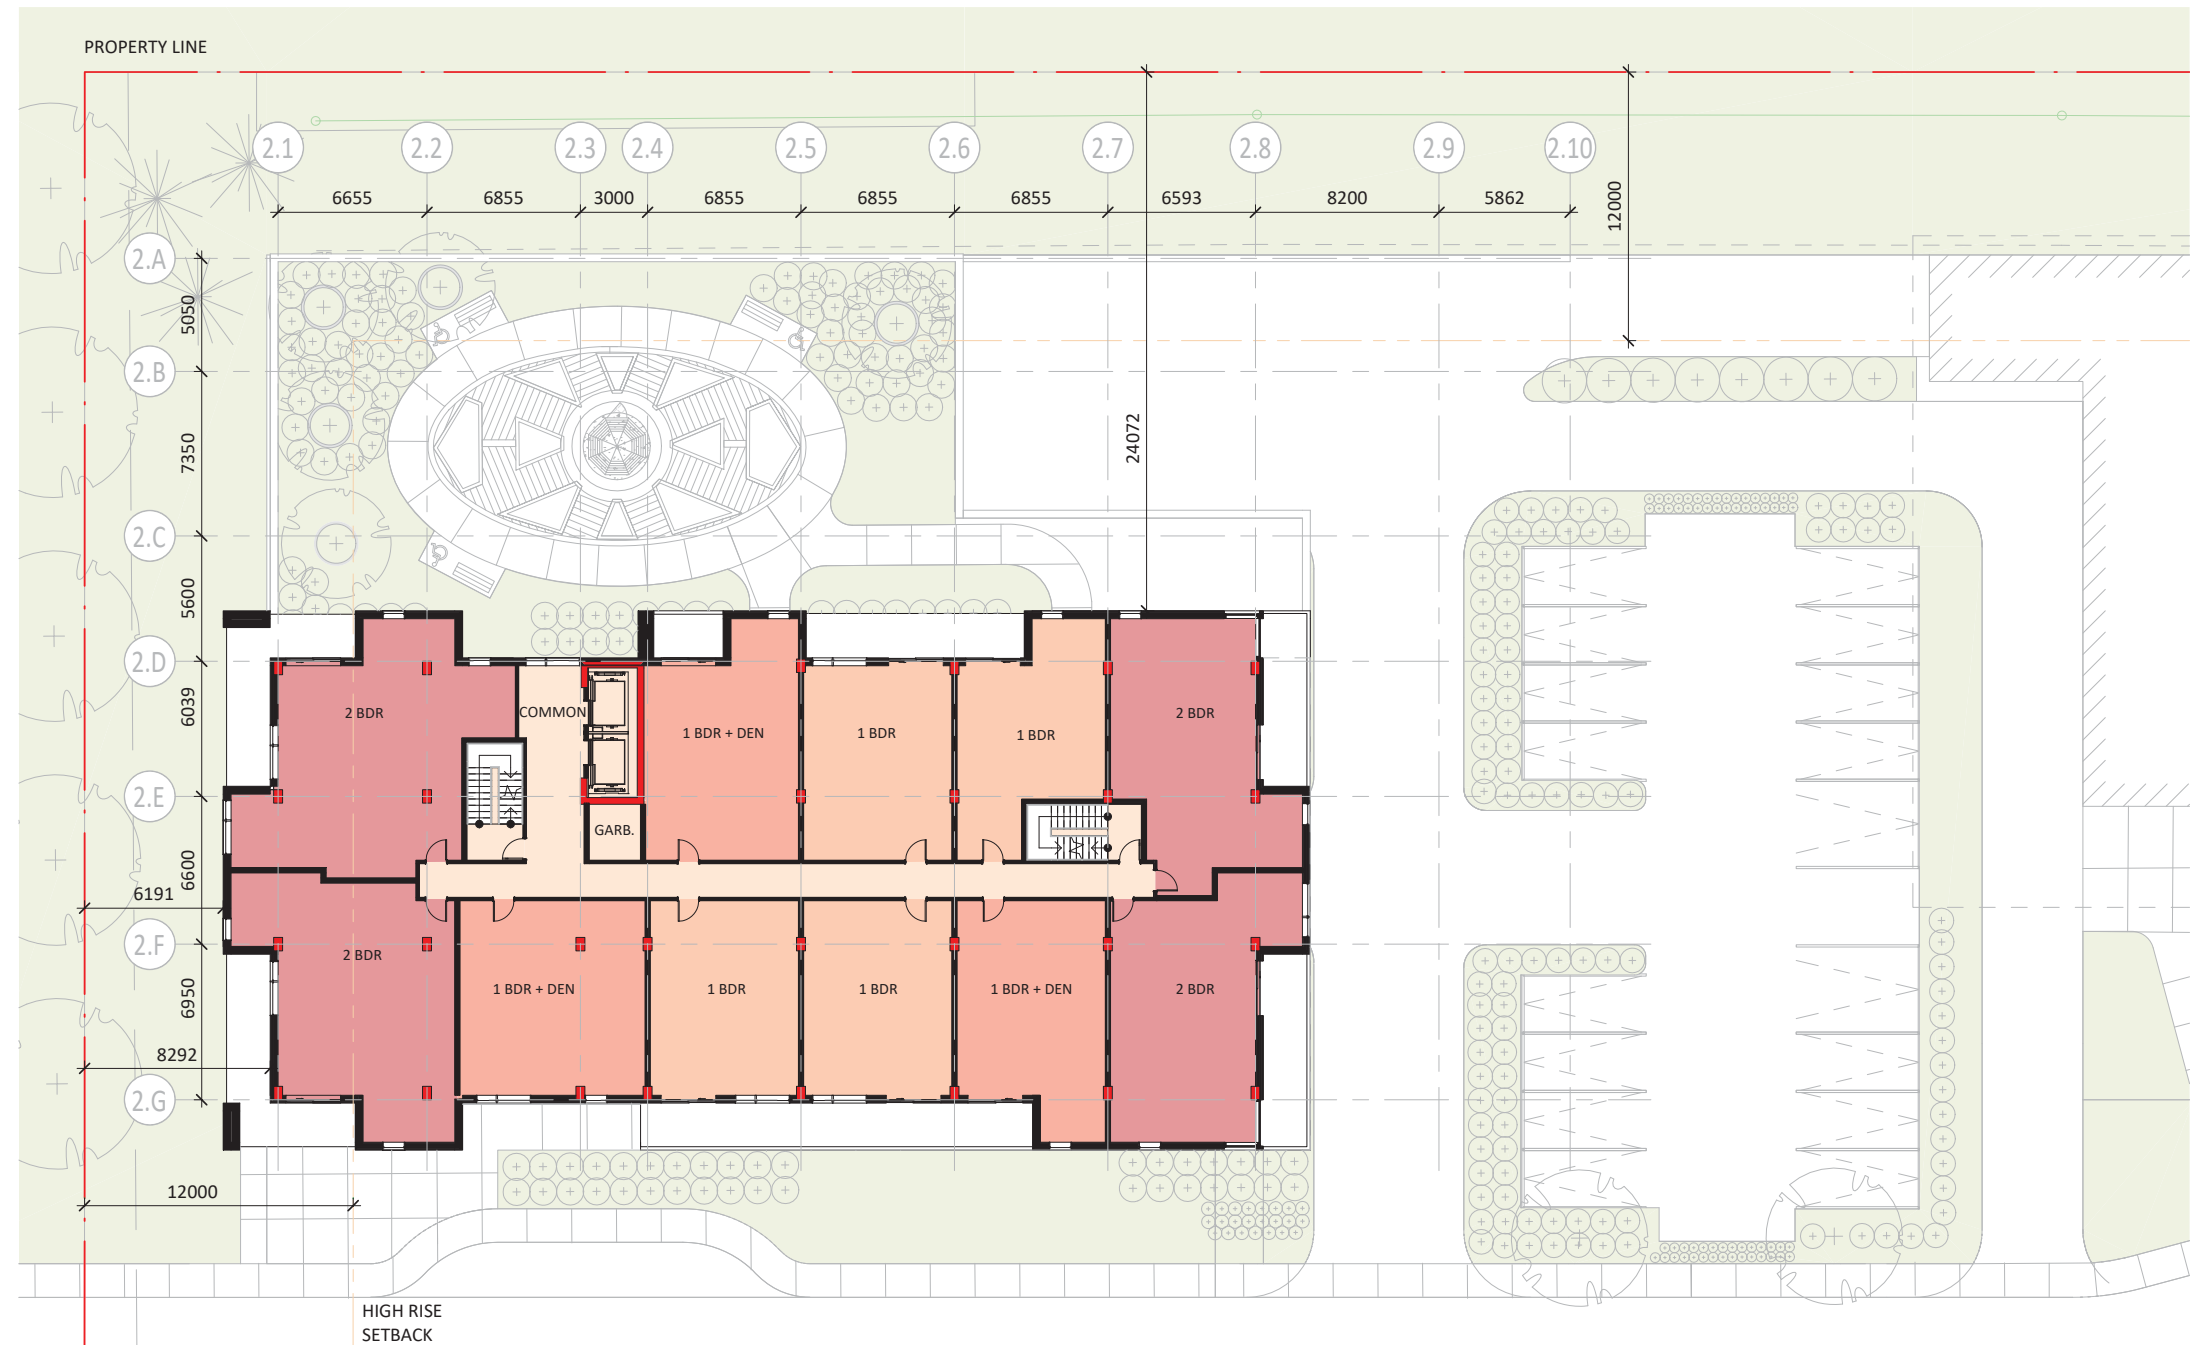 PROPERTY LINE
2.1 2.2 2.3 2.4 2.5 2.6 2.7 2.8 2.9 2.10
6655 6855 3000 6855 6855 6855 6593 8200 5862
12000
2.A
5050
2.B
7350
24072
2.C
5600
2.D
6039
2 BDR
COMMON
1 BDR + DEN
1 BDR
1 BDR
2 BDR
2.E
GARB.
6600
6191
2.F
2 BDR
6950
1 BDR + DEN
1 BDR
1 BDR
1 BDR + DEN
2 BDR
8292
2.G
12000
HIGH RISE
SETBACK